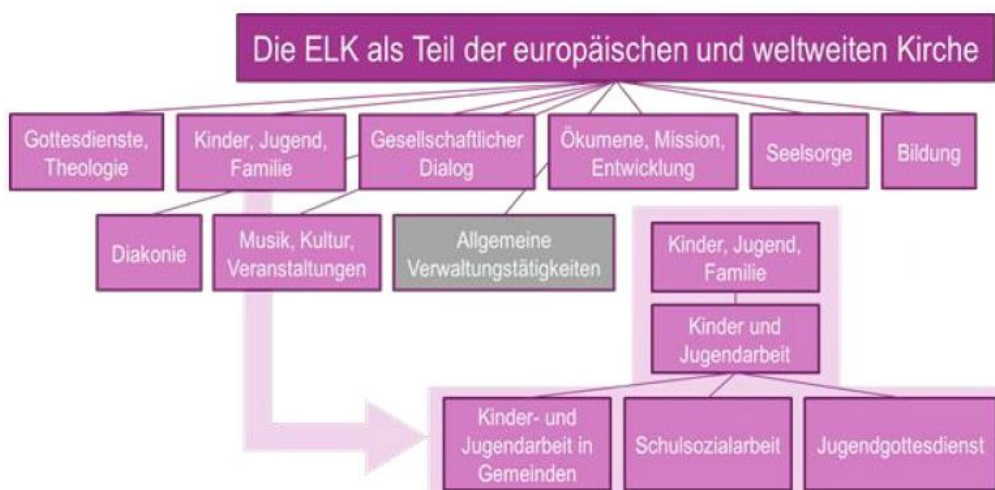 Die ELK als Teil der europäischen und weltweiten Kirche
Gottesdienste,
Theologie
Kinder, Jugend,
Familie
Gesellschaftlicher
Dialog
Ökumene, Mission,
Entwicklung
Seelsorge
Bildung
Diakonie
Musik, Kultur,
Veranstaltungen
Allgemeine
Verwaltungstätigkeiten
Kinder, Jugend,
Familie
Kinder und
Jugendarbeit
Kinder- und
Jugendarbeit in
Gemeinden
Schulsozialarbeit
Jugendgottesdienst